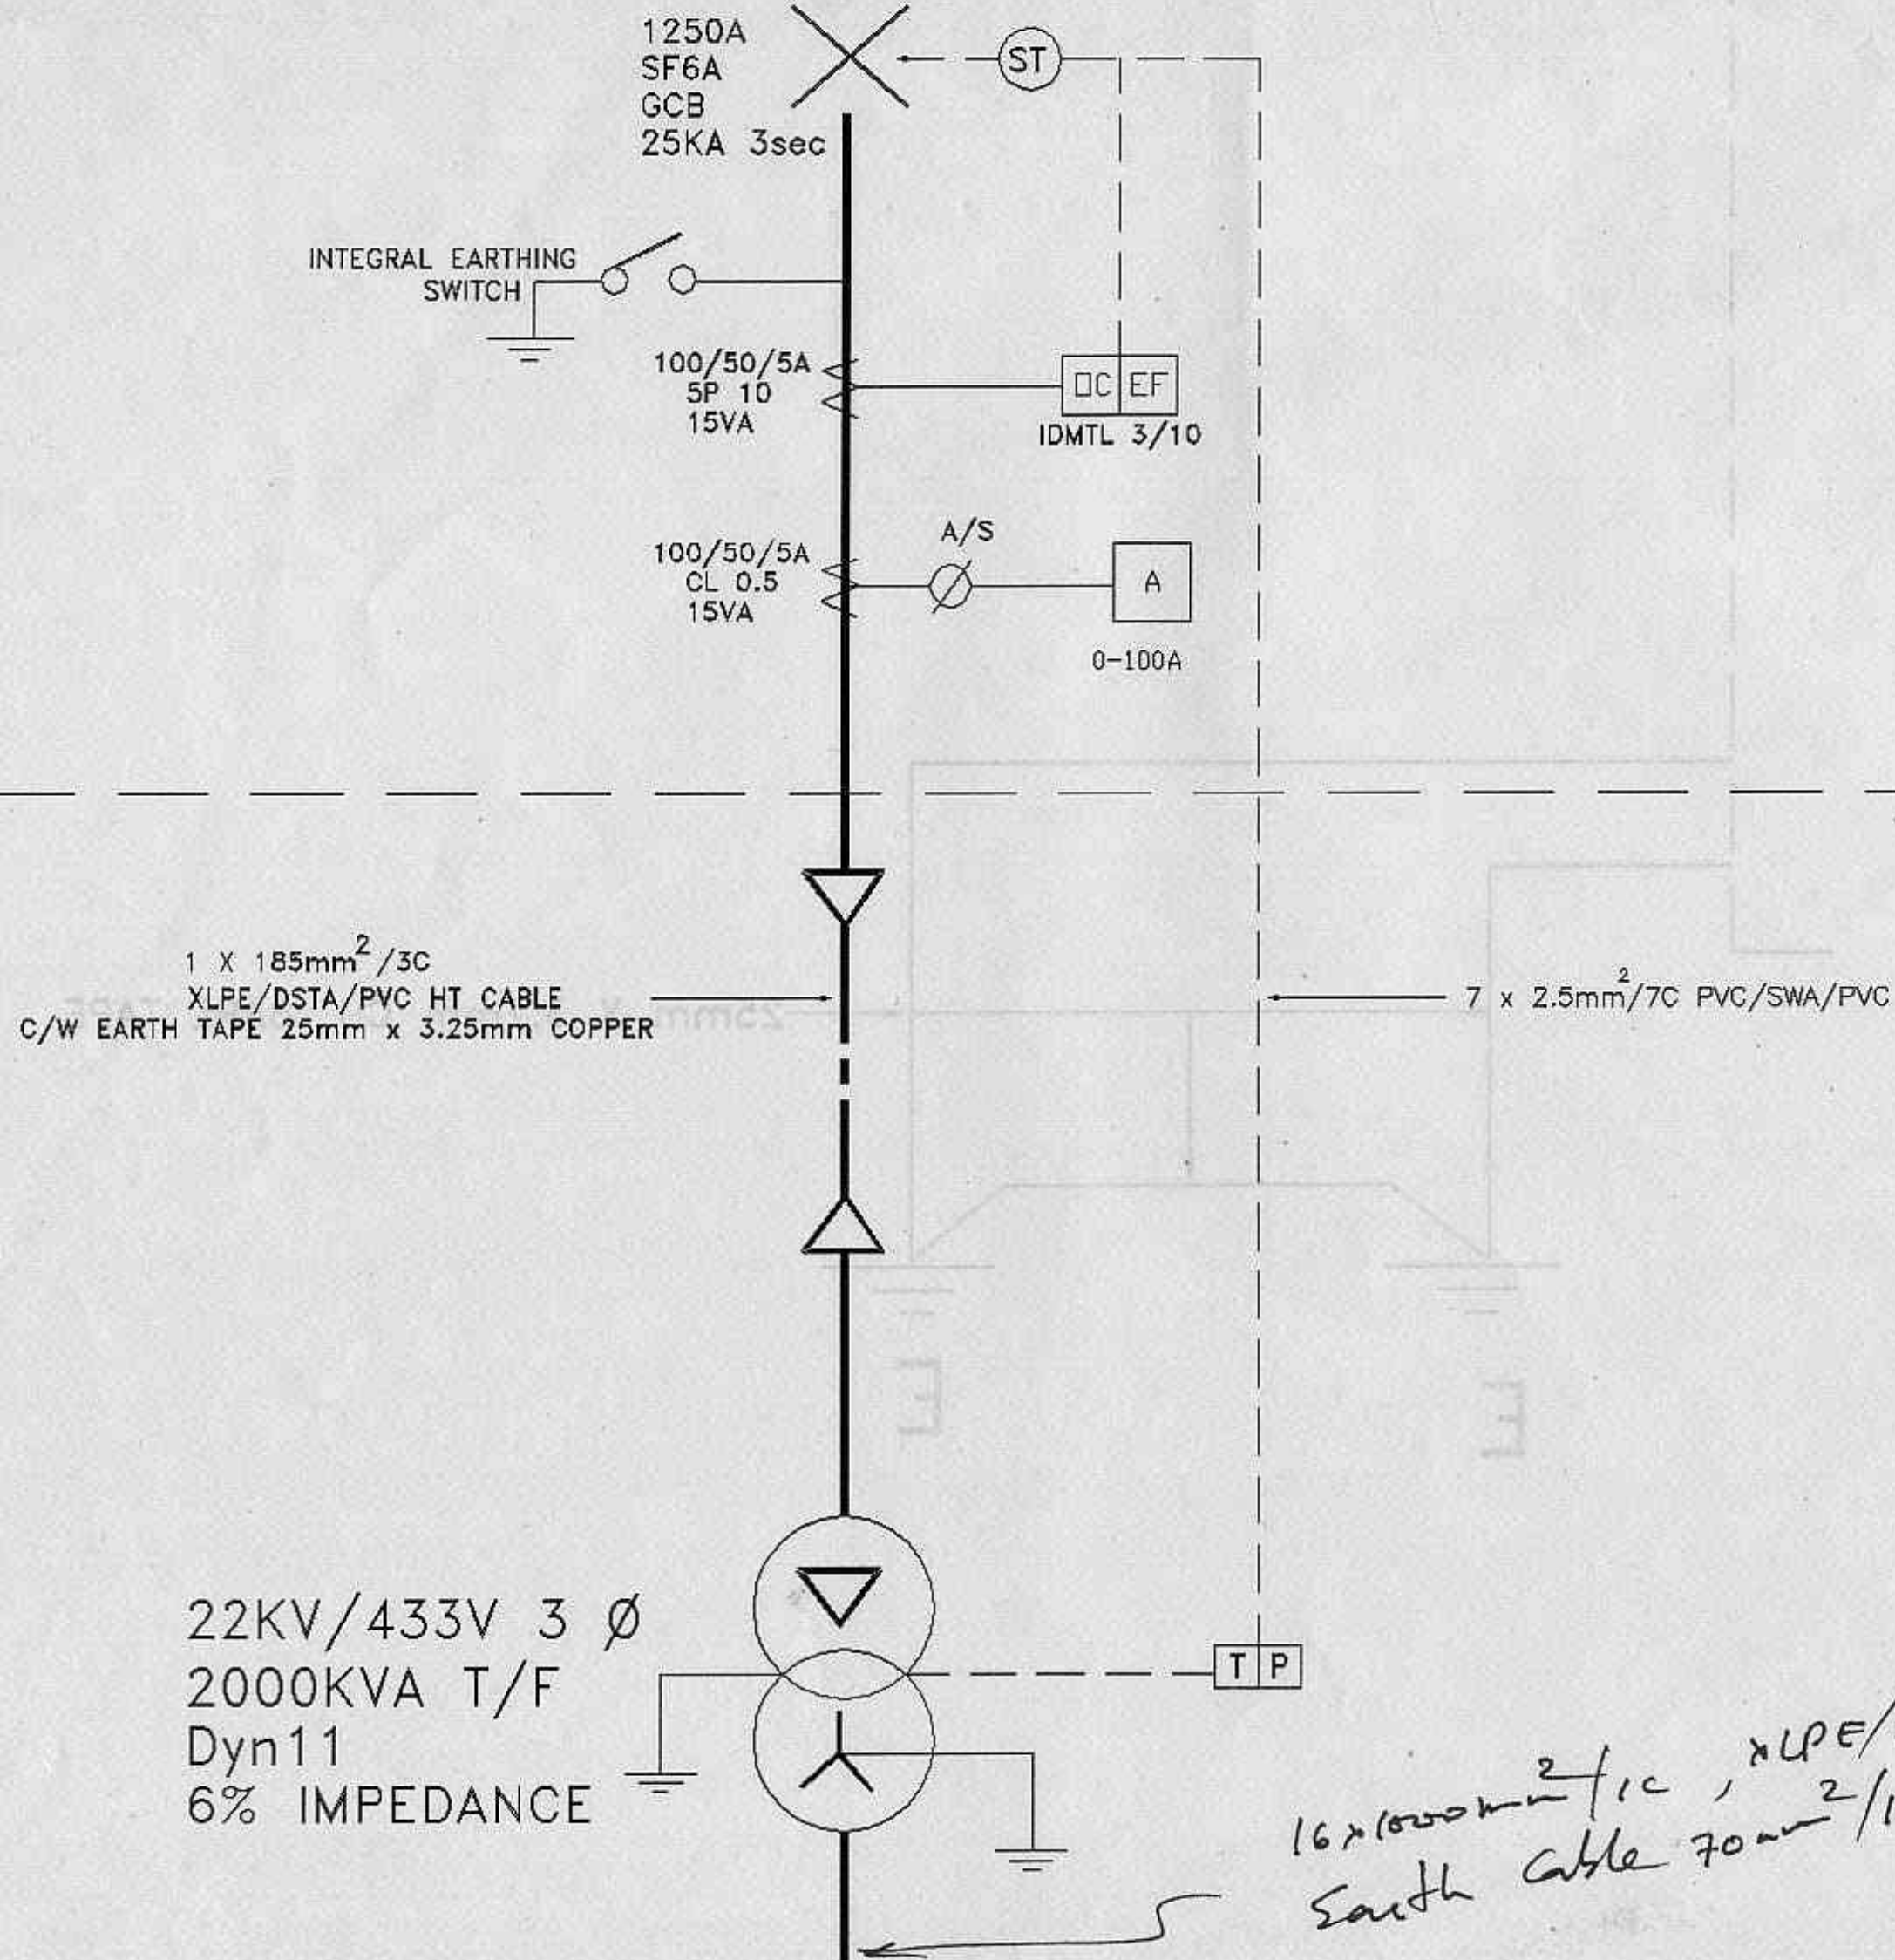 1250A
SF6A
GCB
25KA 3sec
ST
INTEGRAL EARTHING
SWITCH
100/50/5A
5P 10
15VA
OC EF
IDMTL 3/10
100/50/5A
CL 0.5
15VA
A/S
A
0-100A
1 X 185mm²/3C
XLPE/DSTA/PVC HT CABLE
C/W EARTH TAPE 25mm x 3.25mm COPPER
7 x 2.5mm²/7C PVC/SWA/PVC
25mm
E
E
22KV/433V 3 Ø
2000KVA T/F
Dyn11
6% IMPEDANCE
T P
mm²/1C, XLPE/
Earth Cable 70mm²/1